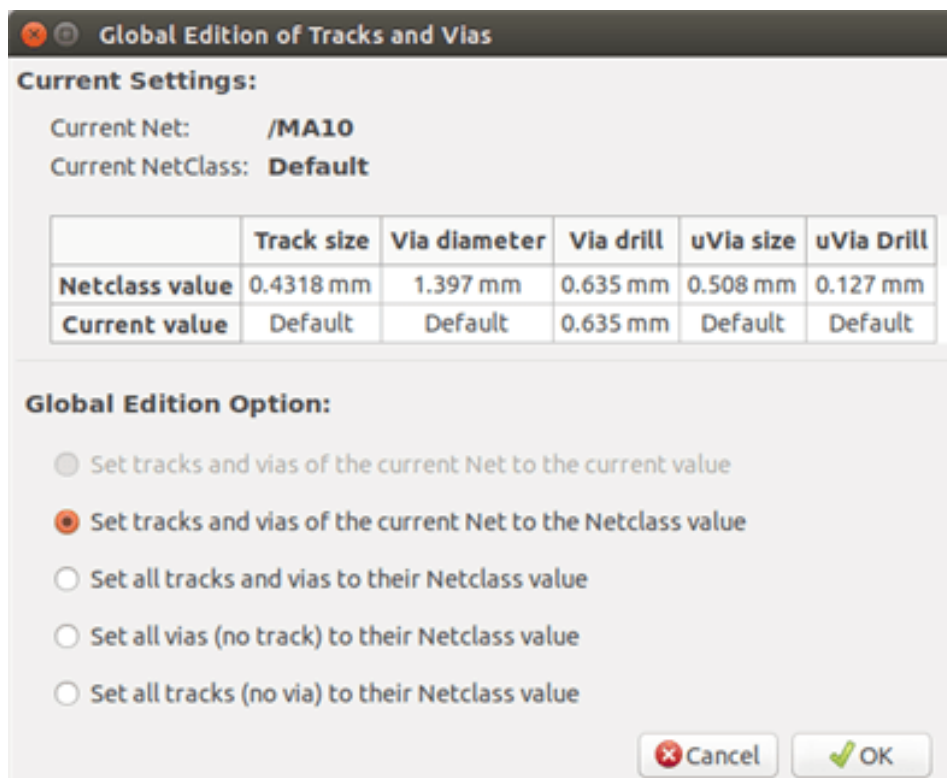 Global Edition of Tracks and Vias
Current Settings:
Current Net: /MA10
Current NetClass: Default
Track size Via diameter Via drill uVia size uVia Drill
Netclass value 0.4318 mm 1.397 mm 0.635 mm 0.508 mm 0.127 mm
Current value Default Default 0.635 mm Default Default
Global Edition Option:
Set tracks and vias of the current Net to the current value
Set tracks and vias of the current Net to the Netclass value
Set all tracks and vias to their Netclass value
Set all vias (no track) to their Netclass value
Set all tracks (no via) to their Netclass value
Cancel OK